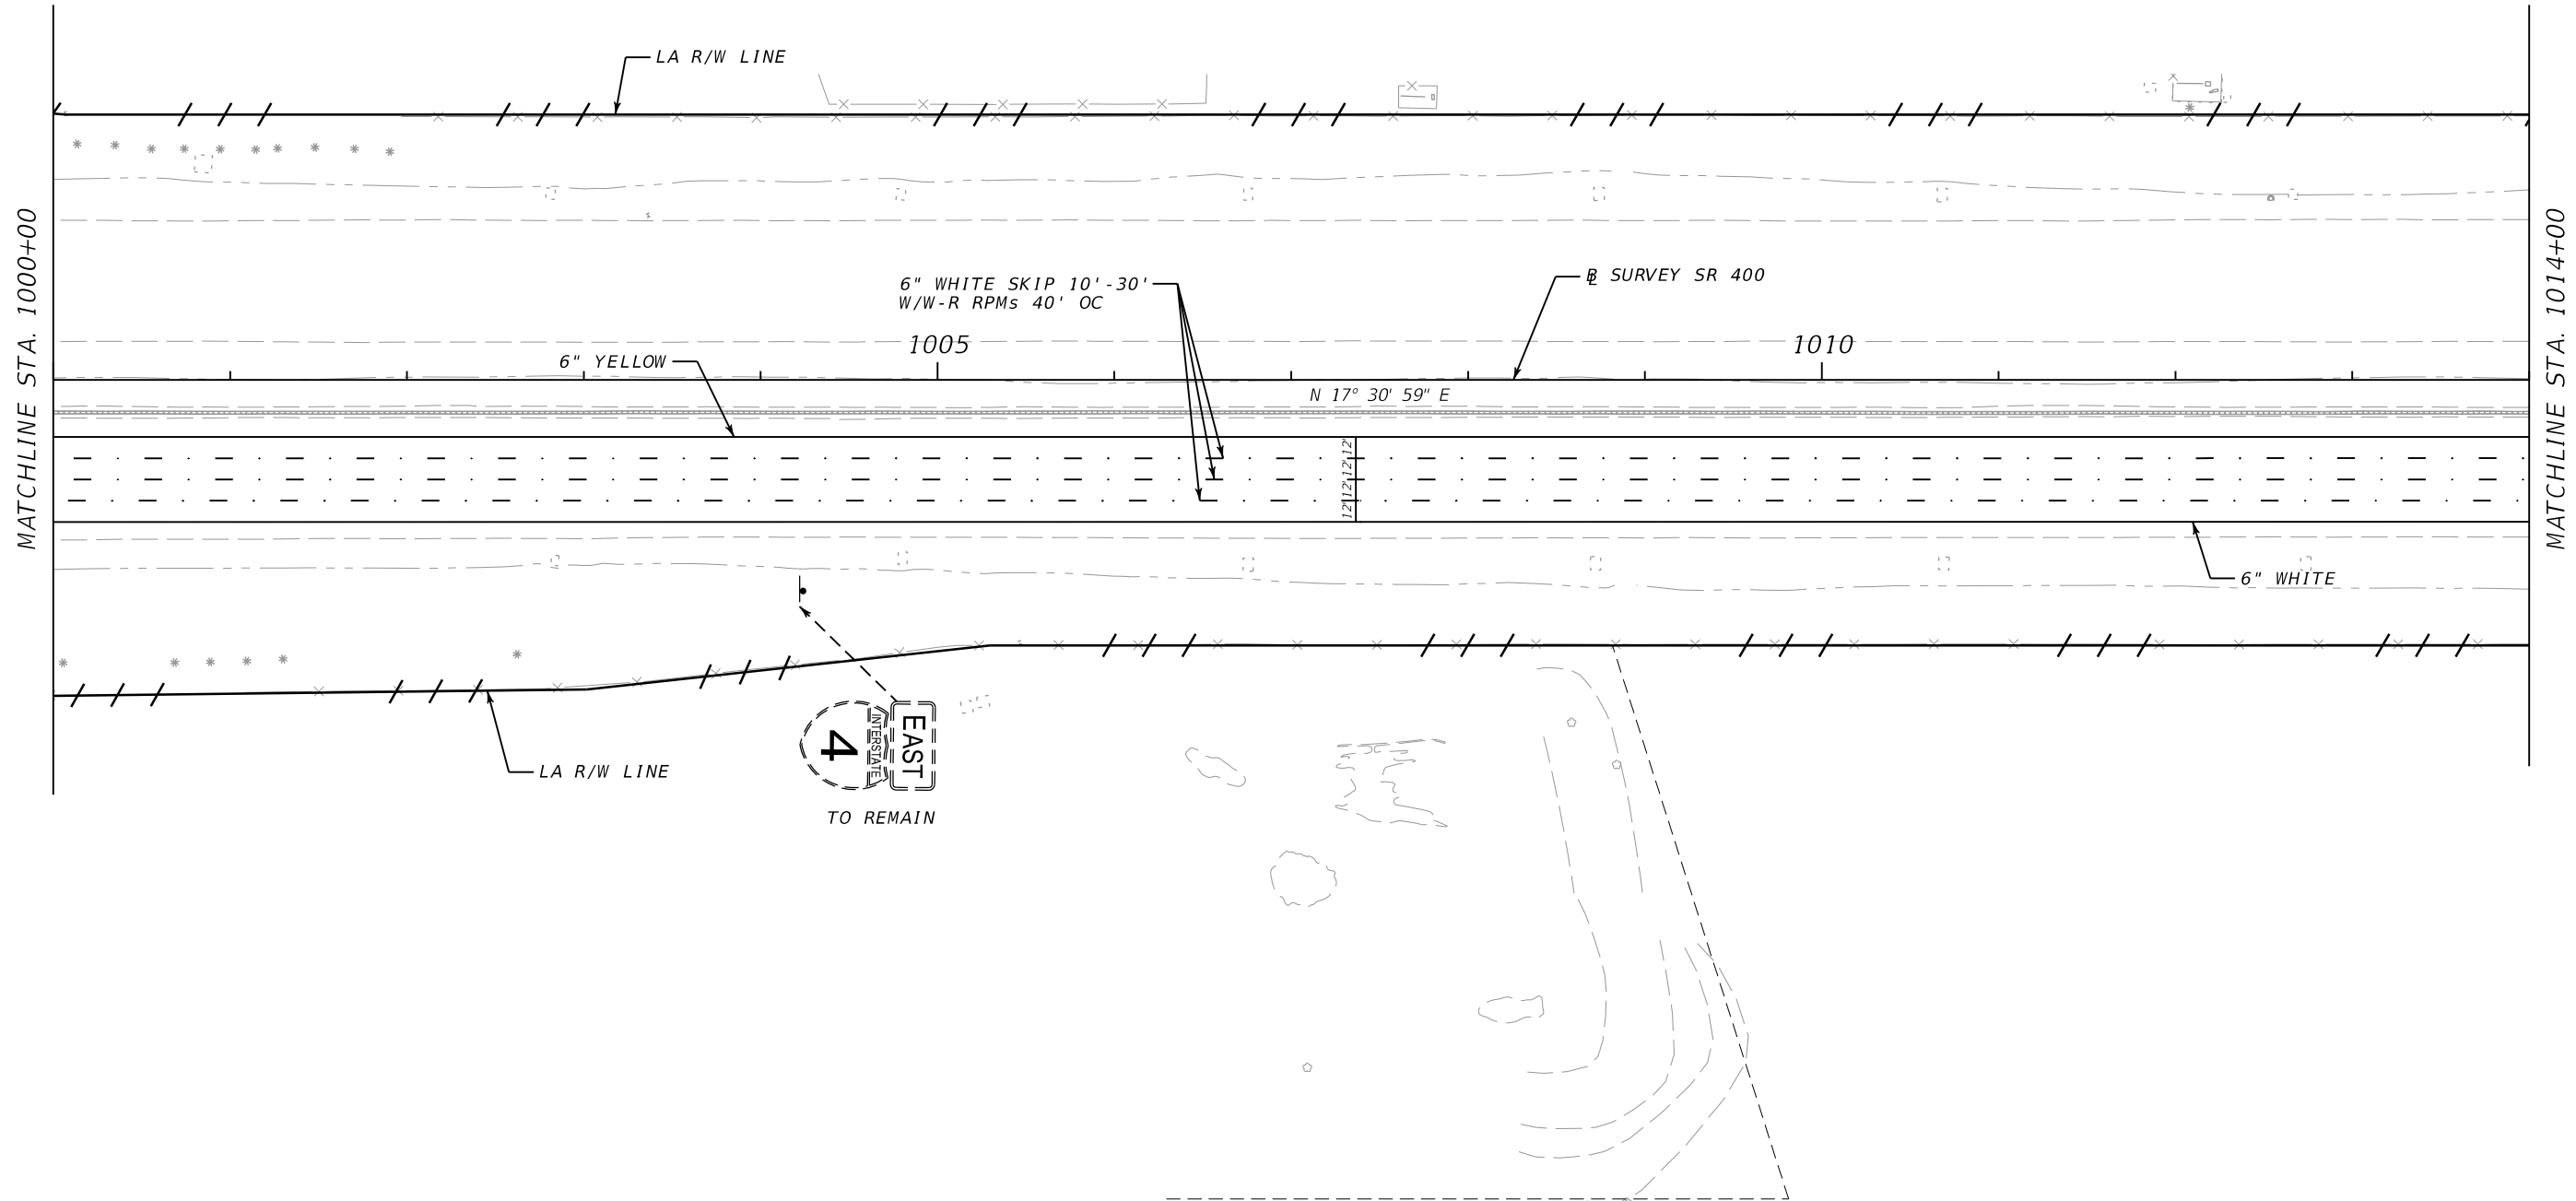 LA R/W LINE
MATCHLINE STA. 1000+00
MATCHLINE STA. 1014+00
6" WHITE SKIP 10'-30'
W/W-R RPMs 40' OC
BL SURVEY SR 400
1005
1010
6" YELLOW
N 17° 30' 59" E
12' 12' 12' 12'
6" WHITE
EAST
INTERSTATE
4
LA R/W LINE
TO REMAIN